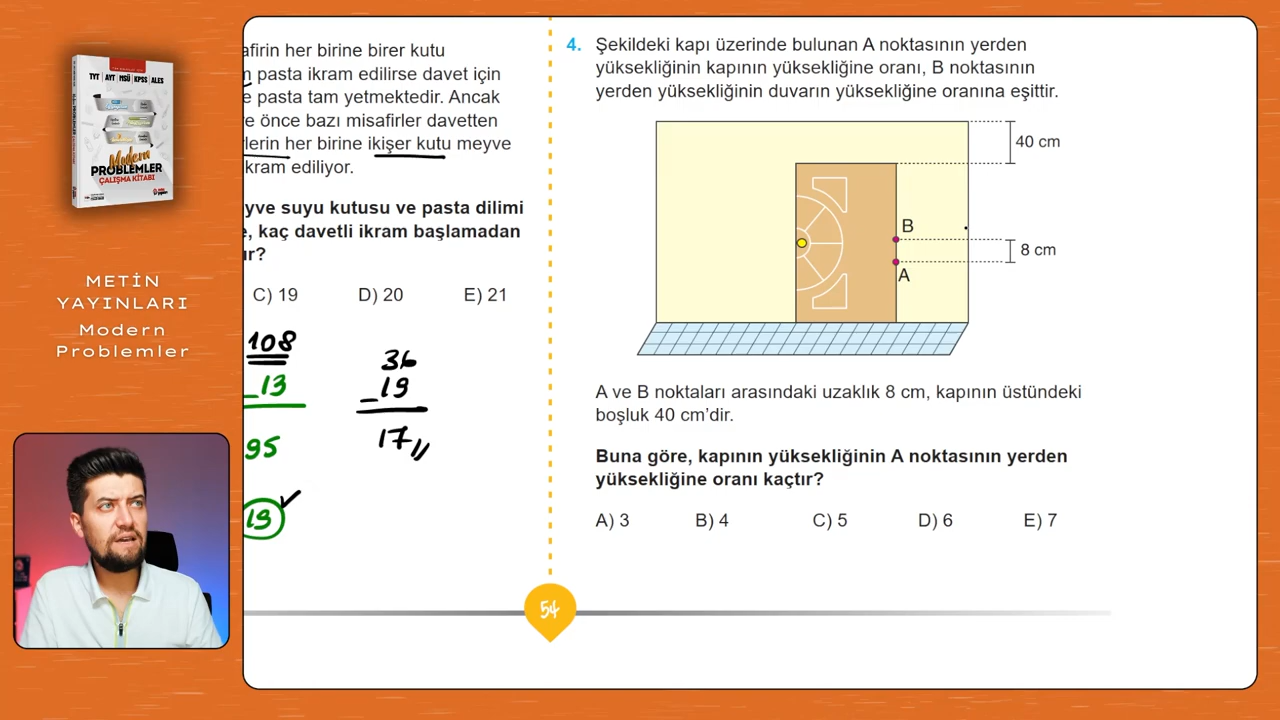 TYT | AYT | MSÜ | KPSS | ALES
Modern
PROBLEMLER
ÇALIŞMA KİTABI
METİN
YAYINLARI
Modern
Problemler
afirin her birine birer kutu
pasta ikram edilirse davet için
e pasta tam yetmektedir. Ancak
e önce bazı misafirler davetten
lerin her birine ikişer kutu meyve
kram ediliyor.
yve suyu kutusu ve pasta dilimi
e, kaç davetli ikram başlamadan
ır?
C) 19 D) 20 E) 21
108
13
95
19
36
_19
17
54
4. Şekildeki kapı üzerinde bulunan A noktasının yerden
yüksekliğinin kapının yüksekliğine oranı, B noktasının
yerden yüksekliğinin duvarın yüksekliğine oranına eşittir.
40 cm
B
8 cm
A
A ve B noktaları arasındaki uzaklık 8 cm, kapının üstündeki
boşluk 40 cm'dir.
Buna göre, kapının yüksekliğinin A noktasının yerden
yüksekliğine oranı kaçtır?
A) 3 B) 4 C) 5 D) 6 E) 7